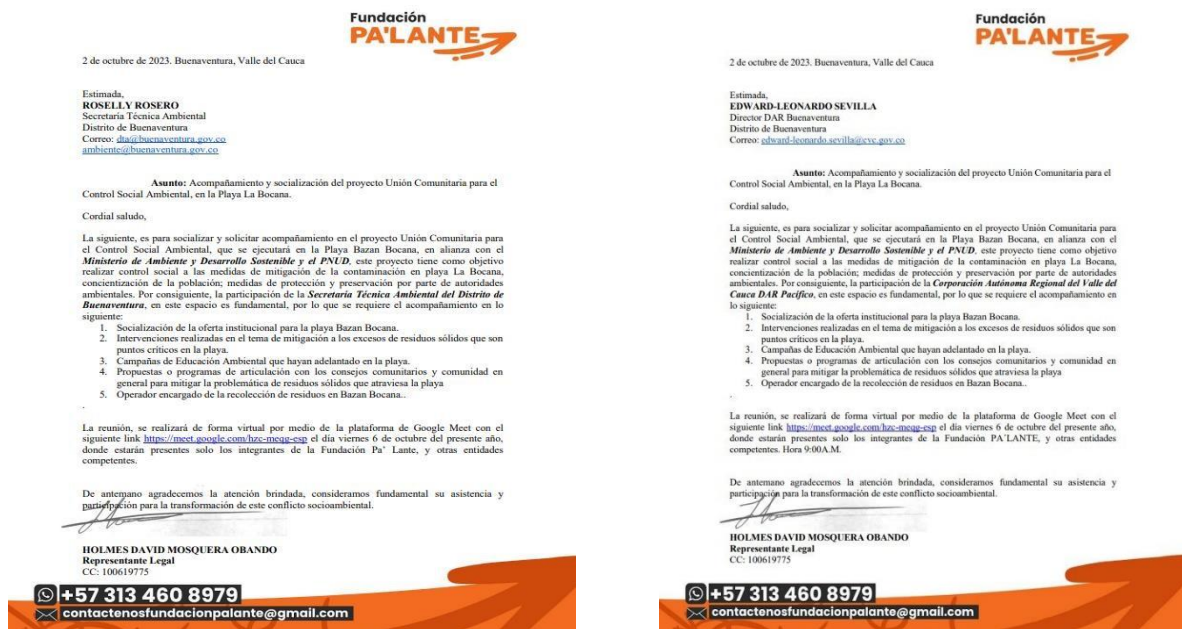 Fundación
PA'LANTE
2 de octubre de 2023. Buenaventura, Valle del Cauca
Estimada,
ROSELLY ROSERO
Secretaría Técnica Ambiental
Distrito de Buenaventura
Correo: dta@buenaventura.gov.co
ambiente@buenaventura.gov.co
Asunto: Acompañamiento y socialización del proyecto Unión Comunitaria para el
Control Social Ambiental, en la Playa La Bocana.
Cordial saludo,
La siguiente, es para socializar y solicitar acompañamiento en el proyecto Unión Comunitaria para
el Control Social Ambiental, que se ejecutará en la Playa Bazan Bocana, en alianza con el
Ministerio de Ambiente y Desarrollo Sostenible y el PNUD, este proyecto tiene como objetivo
realizar control social a las medidas de mitigación de la contaminación en playa La Bocana,
concientización de la población; medidas de protección y preservación por parte de autoridades
ambientales. Por consiguiente, la participación de la Secretaría Técnica Ambiental del Distrito de
Buenaventura, en este espacio es fundamental, por lo que se requiere el acompañamiento en lo
siguiente:
1. Socialización de la oferta institucional para la playa Bazan Bocana.
2. Intervenciones realizadas en el tema de mitigación a los excesos de residuos sólidos que son
puntos críticos en la playa.
3. Campañas de Educación Ambiental que hayan adelantado en la playa.
4. Propuestas o programas de articulación con los consejos comunitarios y comunidad en
general para mitigar la problemática de residuos sólidos que atraviesa la playa
5. Operador encargado de la recolección de residuos en Bazan Bocana..
.
La reunión, se realizará de forma virtual por medio de la plataforma de Google Meet con el
siguiente link https://meet.google.com/hzc-meqg-esp el día viernes 6 de octubre del presente año,
donde estarán presentes solo los integrantes de la Fundación Pa' Lante, y otras entidades
competentes.
De antemano agradecemos la atención brindada, consideramos fundamental su asistencia y
participación para la transformación de este conflicto socioambiental.
HOLMES DAVID MOSQUERA OBANDO
Representante Legal
CC: 100619775
+57 313 460 8979
contactenosfundacionpalante@gmail.com
Fundación
PA'LANTE
2 de octubre de 2023. Buenaventura, Valle del Cauca
Estimada,
EDWARD-LEONARDO SEVILLA
Director DAR Buenaventura
Distrito de Buenaventura
Correo: edward-leonardo.sevilla@cvc.gov.co
Asunto: Acompañamiento y socialización del proyecto Unión Comunitaria para el
Control Social Ambiental, en la Playa La Bocana.
Cordial saludo,
La siguiente, es para socializar y solicitar acompañamiento en el proyecto Unión Comunitaria para
el Control Social Ambiental, que se ejecutará en la Playa Bazan Bocana, en alianza con el
Ministerio de Ambiente y Desarrollo Sostenible y el PNUD, este proyecto tiene como objetivo
realizar control social a las medidas de mitigación de la contaminación en playa La Bocana,
concientización de la población; medidas de protección y preservación por parte de autoridades
ambientales. Por consiguiente, la participación de la Corporación Autónoma Regional del Valle del
Cauca DAR Pacífico, en este espacio es fundamental, por lo que se requiere el acompañamiento en
lo siguiente:
1. Socialización de la oferta institucional para la playa Bazan Bocana.
2. Intervenciones realizadas en el tema de mitigación a los excesos de residuos sólidos que son
puntos críticos en la playa.
3. Campañas de Educación Ambiental que hayan adelantado en la playa.
4. Propuestas o programas de articulación con los consejos comunitarios y comunidad en
general para mitigar la problemática de residuos sólidos que atraviesa la playa
5. Operador encargado de la recolección de residuos en Bazan Bocana..
.
La reunión, se realizará de forma virtual por medio de la plataforma de Google Meet con el
siguiente link https://meet.google.com/hzc-meqg-esp el día viernes 6 de octubre del presente año,
donde estarán presentes solo los integrantes de la Fundación PA´LANTE, y otras entidades
competentes. Hora 9:00A.M.
De antemano agradecemos la atención brindada, consideramos fundamental su asistencia y
participación para la transformación de este conflicto socioambiental.
HOLMES DAVID MOSQUERA OBANDO
Representante Legal
CC: 100619775
+57 313 460 8979
contactenosfundacionpalante@gmail.com